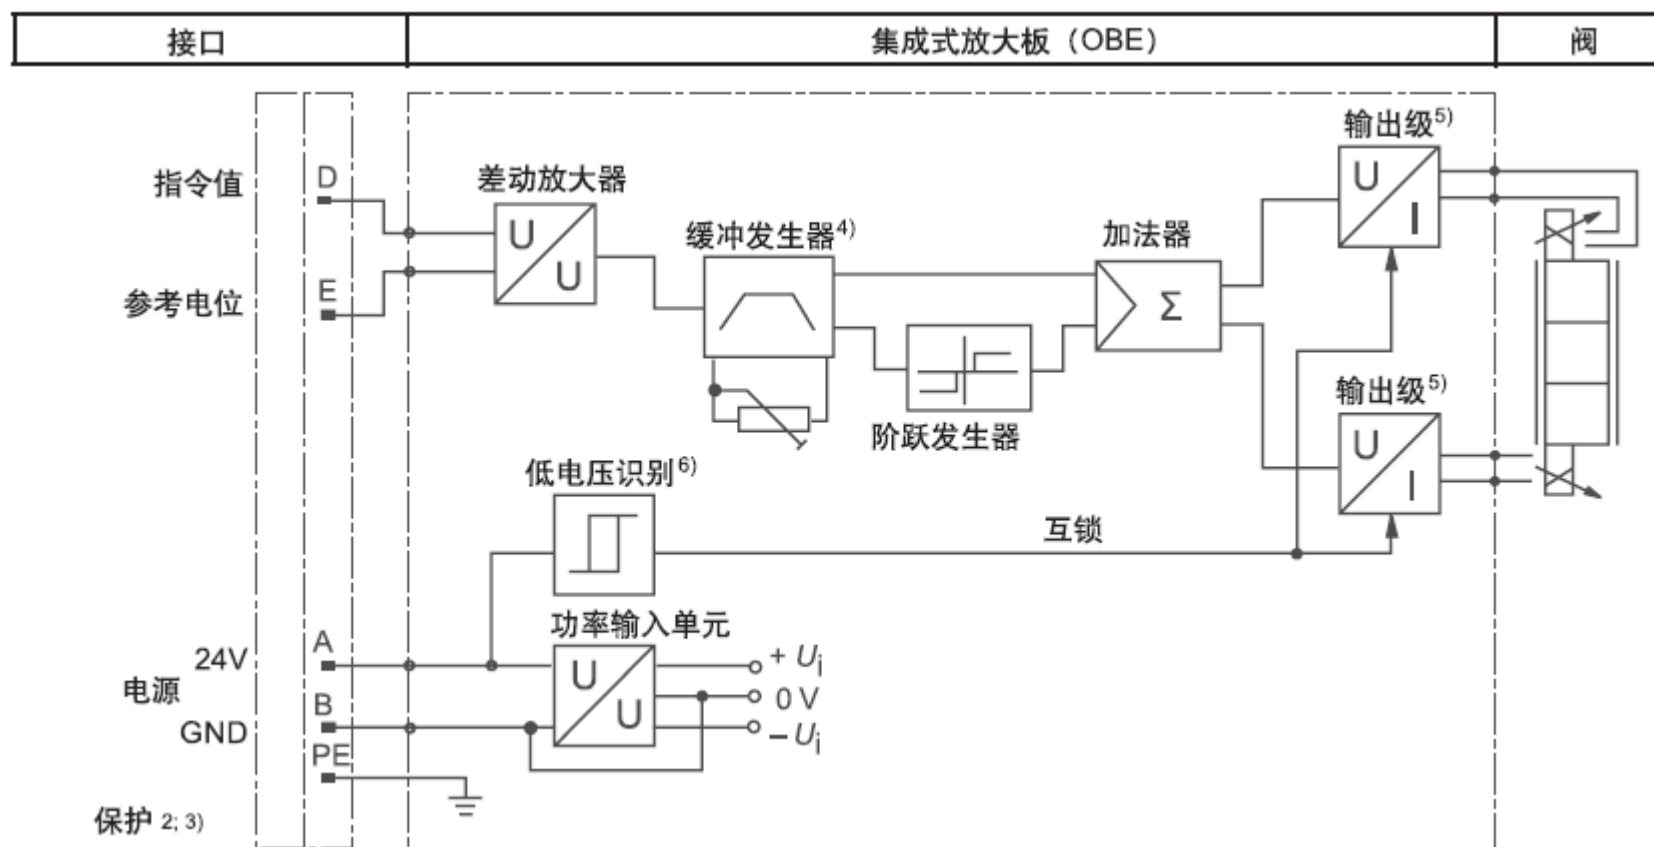 接口
集成式放大板（OBE）
阀
输出级5)
U
I
指令值
D
差动放大器
U
U
缓冲发生器4)
加法器
Σ
参考电位
E
阶跃发生器
输出级5)
U
I
低电压识别6)
互锁
功率输入单元
24V
A
U
U
+ Ui
电源
B
0 V
GND
– Ui
PE
保护 2; 3)